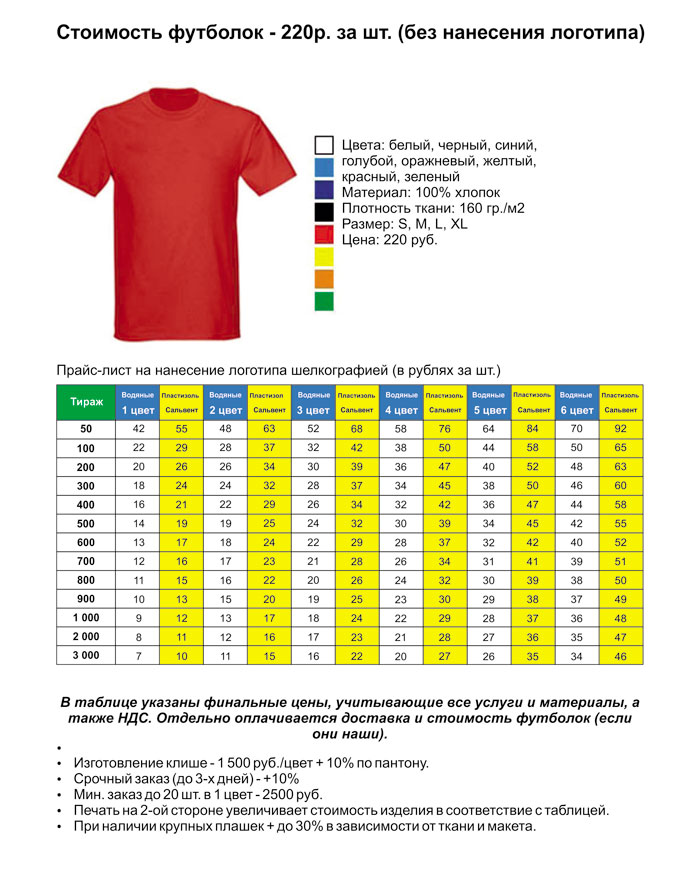 Стоимость футболок - 220р. за шт. (без нанесения логотипа)
Цвета: белый, черный, синий,
голубой, оражневый, желтый,
красный, зеленый
Материал: 100% хлопок
Плотность ткани: 160 гр./м2
Размер: S, M, L, XL
Цена: 220 руб.
Прайс-лист на нанесение логотипа шелкографией (в рублях за шт.)
Тираж Водяные 1 цвет Пластизоль Сальвент Водяные 2 цвет Пластизол Сальвент Водяные 3 цвет Пластизоль Сальвент Водяные 4 цвет Пластизоль Сальвент Водяные 5 цвет Пластизоль Сальвент Водяные 6 цвет Пластизоль Сальвент
50 42 55 48 63 52 68 58 76 64 84 70 92
100 22 29 28 37 32 42 38 50 44 58 50 65
200 20 26 26 34 30 39 36 47 40 52 48 63
300 18 24 24 32 28 37 34 45 38 50 46 60
400 16 21 22 29 26 34 32 42 36 47 44 58
500 14 19 19 25 24 32 30 39 34 45 42 55
600 13 17 18 24 22 29 28 37 32 42 40 52
700 12 16 17 23 21 28 26 34 31 41 39 51
800 11 15 16 22 20 26 24 32 30 39 38 50
900 10 13 15 20 19 25 23 30 29 38 37 49
1 000 9 12 13 17 18 24 22 29 28 37 36 48
2 000 8 11 12 16 17 23 21 28 27 36 35 47
3 000 7 10 11 15 16 22 20 27 26 35 34 46
В таблице указаны финальные цены, учитывающие все услуги и материалы, а
также НДС. Отдельно оплачивается доставка и стоимость футболок (если
они наши).
•
• Изготовление клише - 1 500 руб./цвет + 10% по пантону.
• Срочный заказ (до 3-х дней) - +10%
• Мин. заказ до 20 шт. в 1 цвет - 2500 руб.
• Печать на 2-ой стороне увеличивает стоимость изделия в соответствие с таблицей.
• При наличии крупных плашек + до 30% в зависимости от ткани и макета.